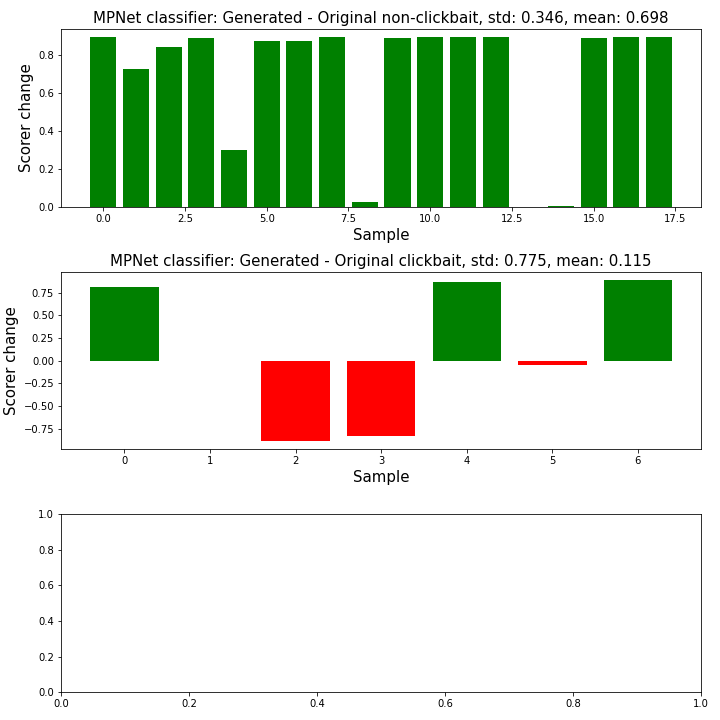 MPNet classifier: Generated - Original non-clickbait, std: 0.346, mean: 0.698
Scorer change
0.8
0.6
0.4
0.2
0.0
0.0 2.5 5.0 7.5 10.0 12.5 15.0 17.5
Sample
MPNet classifier: Generated - Original clickbait, std: 0.775, mean: 0.115
Scorer change
0.75
0.50
0.25
0.00
−0.25
−0.50
−0.75
0 1 2 3 4 5 6
Sample
1.0
0.8
0.6
0.4
0.2
0.0
0.0 0.2 0.4 0.6 0.8 1.0